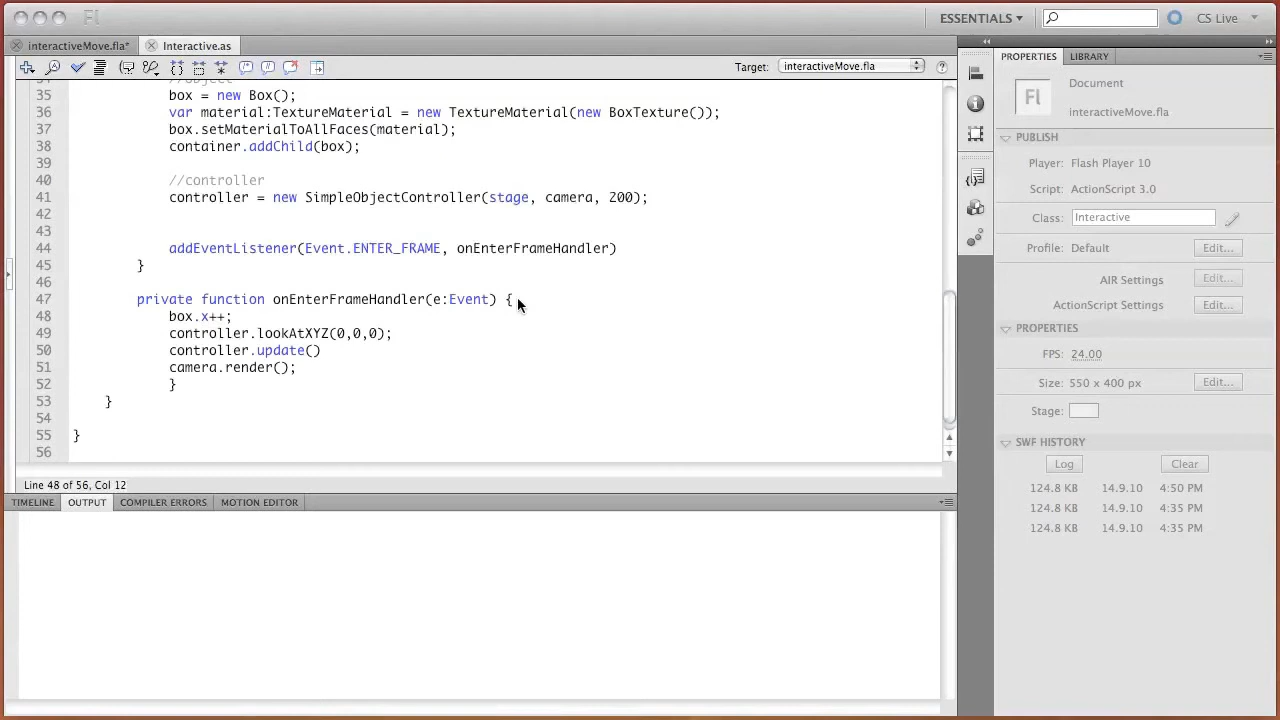 Fl
ESSENTIALS
CS Live
interactiveMove.fla*
Interactive.as
Target:
interactiveMove.fla
34 //object
35 box = new Box();
36 var material:TextureMaterial = new TextureMaterial(new BoxTexture());
37 box.setMaterialToAllFaces(material);
38 container.addChild(box);
39
40 //controller
41 controller = new SimpleObjectController(stage, camera, 200);
42
43
44 addEventListener(Event.ENTER_FRAME, onEnterFrameHandler)
45 }
46
47 private function onEnterFrameHandler(e:Event) {
48 box.x++;
49 controller.lookAtXYZ(0,0,0);
50 controller.update()
51 camera.render();
52 }
53 }
54
55 }
56
Line 48 of 56, Col 12
TIMELINE
OUTPUT
COMPILER ERRORS
MOTION EDITOR
PROPERTIES
LIBRARY
Fl
Document
interactiveMove.fla
PUBLISH
Player: Flash Player 10
Script: ActionScript 3.0
Class: Interactive
Profile: Default Edit...
AIR Settings Edit...
ActionScript Settings Edit...
PROPERTIES
FPS: 24.00
Size: 550 x 400 px Edit...
Stage:
SWF HISTORY
Log
Clear
124.8 KB 14.9.10 4:50 PM
124.8 KB 14.9.10 4:35 PM
124.8 KB 14.9.10 4:35 PM